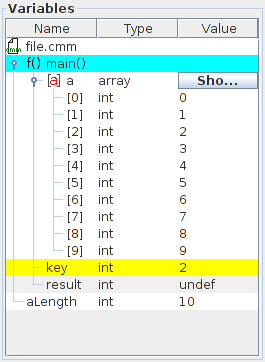 Variables
Name Type Value
file.cmm
f() main()
[a] a array Sho...
[0] int 0
[1] int 1
[2] int 2
[3] int 3
[4] int 4
[5] int 5
[6] int 6
[7] int 7
[8] int 8
[9] int 9
key int 2
result int undef
aLength int 10